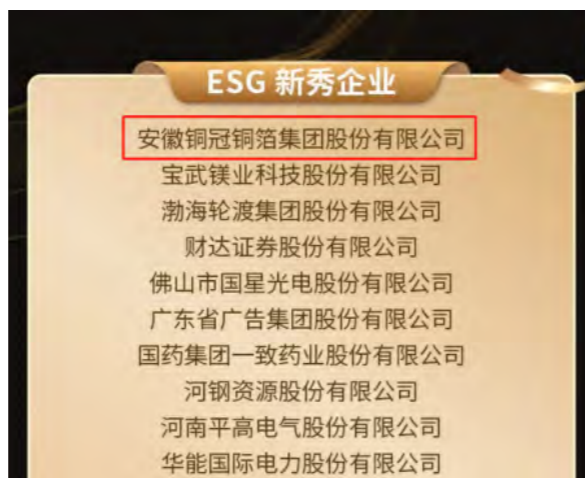 ESG 新秀企业
安徽铜冠铜箔集团股份有限公司
宝武镁业科技股份有限公司
渤海轮渡集团股份有限公司
财达证券股份有限公司
佛山市国星光电股份有限公司
广东省广告集团股份有限公司
国药集团一致药业股份有限公司
河钢资源股份有限公司
河南平高电气股份有限公司
华能国际电力股份有限公司